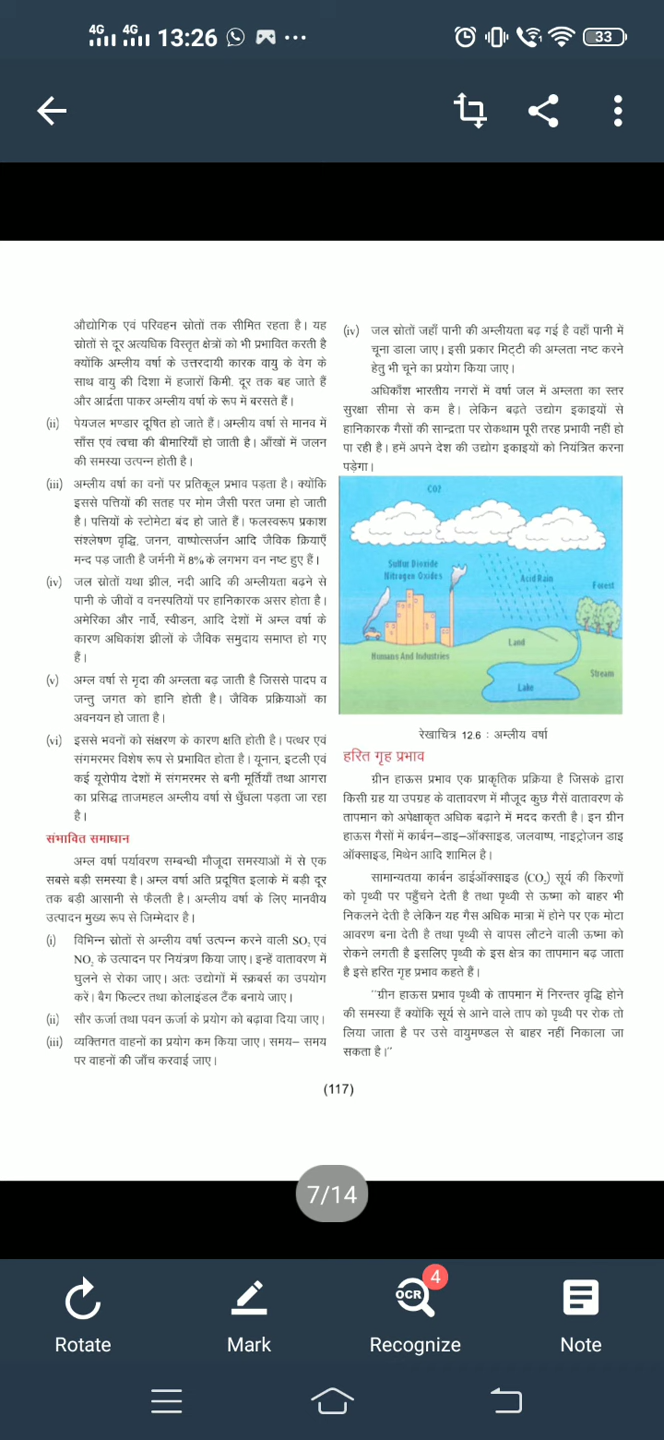 4G 4G 13:26 33
औद्योगिक एवं परिवहन स्रोतों तक सीमित रहता है। यह
स्रोतों से दूर अत्यधिक विस्तृत क्षेत्रों को भी प्रभावित करती है
क्योंकि अम्लीय वर्षा के उत्तरदायी कारक वायु के वेग के
साथ वायु की दिशा में हजारों किमी. दूर तक बह जाते हैं
और आर्द्रता पाकर अम्लीय वर्षा के रूप में बरसते हैं।
(ii) पेयजल भण्डार दूषित हो जाते हैं। अम्लीय वर्षा से मानव में
साँस एवं त्वचा की बीमारियाँ हो जाती है। आँखों में जलन
की समस्या उत्पन्न होती है।
(iii) अम्लीय वर्षा का वनों पर प्रतिकूल प्रभाव पड़ता है। क्योंकि
इससे पत्तियों की सतह पर मोम जैसी परत जमा हो जाती
है। पत्तियों के स्टोमेटा बंद हो जाते हैं। फलस्वरूप प्रकाश
संश्लेषण वृद्धि, जनन, वाष्पोत्सर्जन आदि जैविक क्रियाएँ
मन्द पड़ जाती है जर्मनी में 8% के लगभग वन नष्ट हुए हैं।
(iv) जल स्रोतों यथा झील, नदी आदि की अम्लीयता बढ़ने से
पानी के जीवों व वनस्पतियों पर हानिकारक असर होता है।
अमेरिका और नार्वे, स्वीडन, आदि देशों में अम्ल वर्षा के
कारण अधिकांश झीलों के जैविक समुदाय समाप्त हो गए
हैं।
(v) अम्ल वर्षा से मृदा की अम्लता बढ़ जाती है जिससे पादप व
जन्तु जगत को हानि होती है। जैविक प्रक्रियाओं का
अवनयन हो जाता है।
(vi) इससे भवनों को संक्षरण के कारण क्षति होती है। पत्थर एवं
संगमरमर विशेष रूप से प्रभावित होता है। यूनान, इटली एवं
कई यूरोपीय देशों में संगमरमर से बनी मूर्तियाँ तथा आगरा
का प्रसिद्ध ताजमहल अम्लीय वर्षा से धुँधला पड़ता जा रहा
है।
संभावित समाधान
अम्ल वर्षा पर्यावरण सम्बन्धी मौजूदा समस्याओं में से एक
सबसे बड़ी समस्या है। अम्ल वर्षा अति प्रदूषित इलाके में बड़ी दूर
तक बड़ी आसानी से फैलती है। अम्लीय वर्षा के लिए मानवीय
उत्पादन मुख्य रूप से जिम्मेदार है।
(i) विभिन्न स्रोतों से अम्लीय वर्षा उत्पन्न करने वाली SO₂ एवं
NO₂ के उत्पादन पर नियंत्रण किया जाए। इन्हें वातावरण में
घुलने से रोका जाए। अतः उद्योगों में स्क्रबर्स का उपयोग
करें। बैग फिल्टर तथा कोलाइंडल टैंक बनाये जाए।
(ii) सौर ऊर्जा तथा पवन ऊर्जा के प्रयोग को बढ़ावा दिया जाए।
(iii) व्यक्तिगत वाहनों का प्रयोग कम किया जाए। समय– समय
पर वाहनों की जाँच करवाई जाए।
(iv) जल स्रोतों जहाँ पानी की अम्लीयता बढ़ गई है वहाँ पानी में
चूना डाला जाए। इसी प्रकार मिट्टी की अम्लता नष्ट करने
हेतु भी चूने का प्रयोग किया जाए।
अधिकाँश भारतीय नगरों में वर्षा जल में अम्लता का स्तर
सुरक्षा सीमा से कम है। लेकिन बढ़ते उद्योग इकाइयों से
हानिकारक गैसों की सान्द्रता पर रोकथाम पूरी तरह प्रभावी नहीं हो
पा रही है। हमें अपने देश की उद्योग इकाइयों को नियंत्रित करना
पड़ेगा।
CO²
Sulfur Dioxide
Nitrogen Oxides
Acid Rain
Forest
Land
Humans And Industries
Stream
Lake
रेखाचित्र 12.6 : अम्लीय वर्षा
हरित गृह प्रभाव
ग्रीन हाऊस प्रभाव एक प्राकृतिक प्रक्रिया है जिसके द्वारा
किसी ग्रह या उपग्रह के वातावरण में मौजूद कुछ गैसें वातावरण के
तापमान को अपेक्षाकृत अधिक बढ़ाने में मदद करती है। इन ग्रीन
हाऊस गैसों में कार्बन–डाइ–ऑक्साइड, जलवाष्प, नाइट्रोजन डाइ
ऑक्साइड, मिथेन आदि शामिल है।
सामान्यतया कार्बन डाईऑक्साइड (CO₂) सूर्य की किरणों
को पृथ्वी पर पहुँचने देती है तथा पृथ्वी से ऊष्मा को बाहर भी
निकलने देती है लेकिन यह गैस अधिक मात्रा में होने पर एक मोटा
आवरण बना देती है तथा पृथ्वी से वापस लौटने वाली ऊष्मा को
रोकने लगती है इसलिए पृथ्वी के इस क्षेत्र का तापमान बढ़ जाता
है इसे हरित गृह प्रभाव कहते हैं।
"ग्रीन हाऊस प्रभाव पृथ्वी के तापमान में निरन्तर वृद्धि होने
की समस्या हैं क्योंकि सूर्य से आने वाले ताप को पृथ्वी पर रोक तो
लिया जाता है पर उसे वायुमण्डल से बाहर नहीं निकाला जा
सकता है।"
(117)
7/14
OCR 4
Rotate Mark Recognize Note